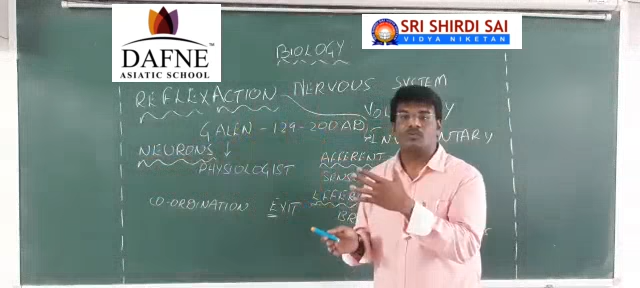 DAFNE
ASIATIC SCHOOL
SRI SHIRDI SAI
VIDYA NIKETAN
BIOLOGY
REFLEX ACTION NERVOUS SYSTEM
GALEN - 129-200 AD
NEURONS
PHYSIOLOGIST
AFFERENT
CO-ORDINATION EXIT